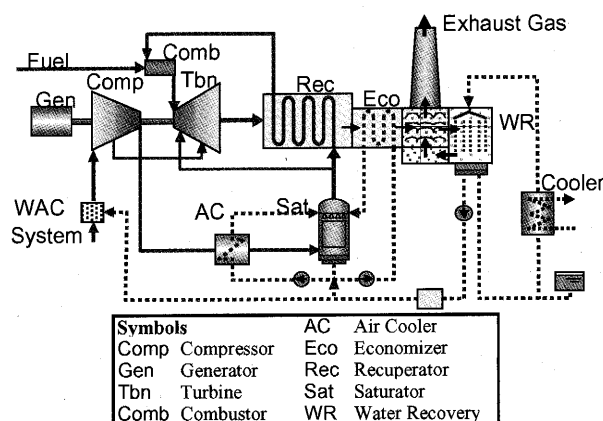 Exhaust Gas
Fuel
Comb
Comp
Tbn
Rec
Eco
Gen
WR
WAC
System
AC
Sat
Cooler
Symbols
Comp Compressor
Gen Generator
Tbn Turbine
Comb Combustor
AC Air Cooler
Eco Economizer
Rec Recuperator
Sat Saturator
WR Water Recovery